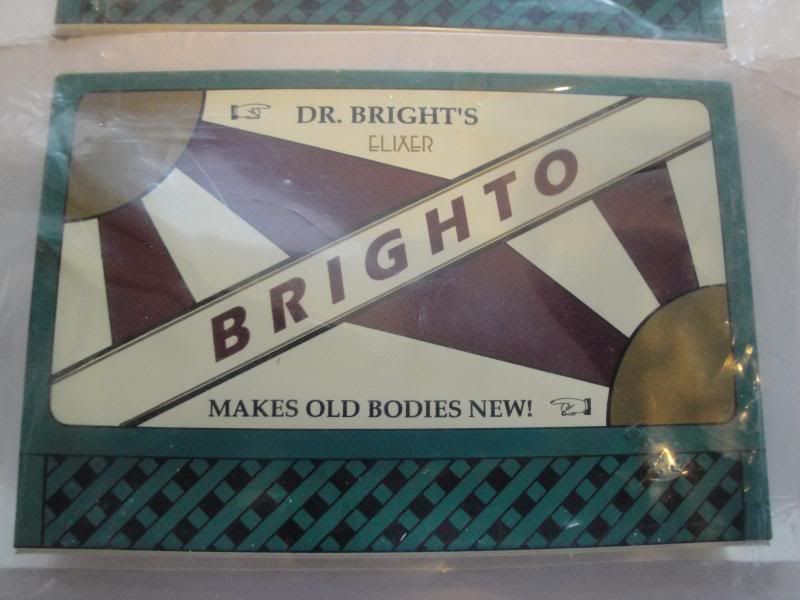 DR. BRIGHT'S
ELIXER
BRIGHTO
MAKES OLD BODIES NEW!